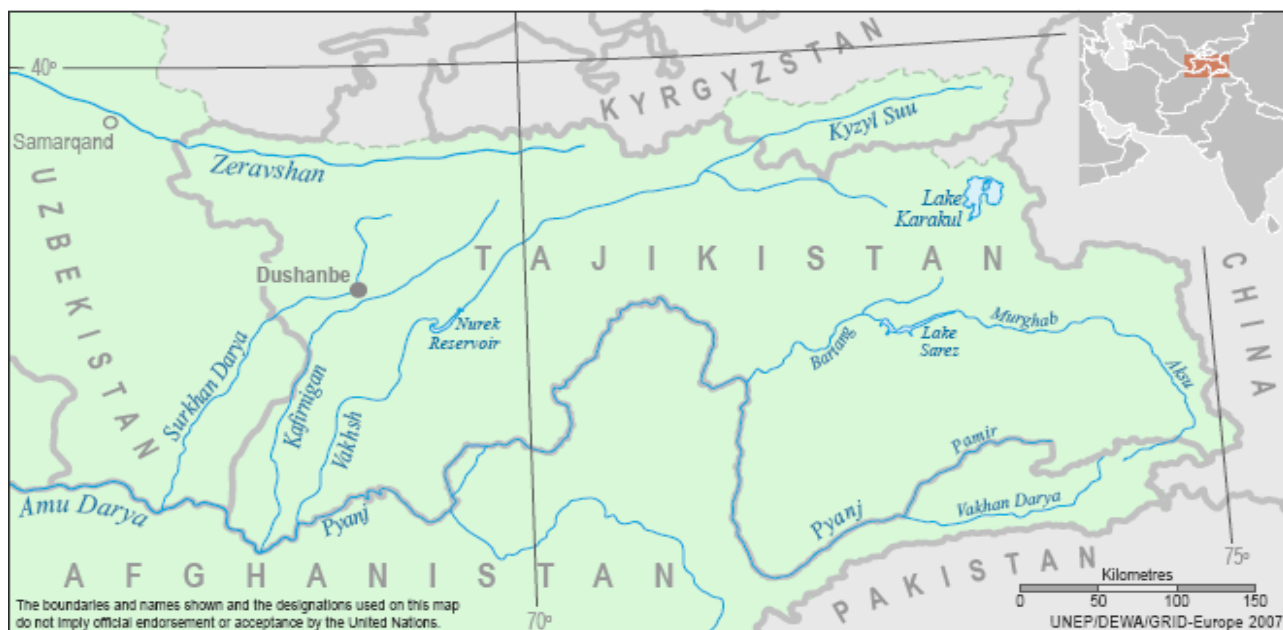 40°
KYRGYZSTAN
Kyzyl Suu
Samarqand
Zeravshan
UZBEKISTAN
Lake
Karakul
TAJIKISTAN
CHINA
Dushanbe
Nurek
Reservoir
Murghab
Bartang
Lake
Sarez
Aksu
Surkhan Darya
Kafirnigan
Vakhsh
Pamir
Amu Darya
Pyanj
Pyanj
Vakhan Darya
75°
AFGHANISTAN
PAKISTAN
Kilometres
0 50 100 150
The boundaries and names shown and the designations used on this map
do not imply official endorsement or acceptance by the United Nations.
70°
UNEP/DEWA/GRID-Europe 2007